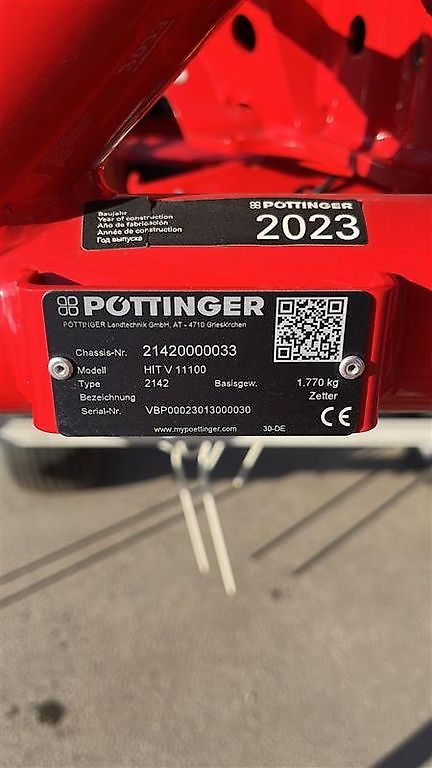 Baujahr
Year of construction
Año de fabricación
Année de construction
Год выпуска
PÖTTINGER
2023
PÖTTINGER
PÖTTINGER Landtechnik GmbH, AT - 4710 Grieskirchen
Chassis-Nr. 21420000033
Modell HIT V 11100
Type 2142 Basisgew. 1.770 kg
Bezeichnung Zetter
Serial-Nr. VBP00023013000030
CE
www.mypoettinger.com 30-DE